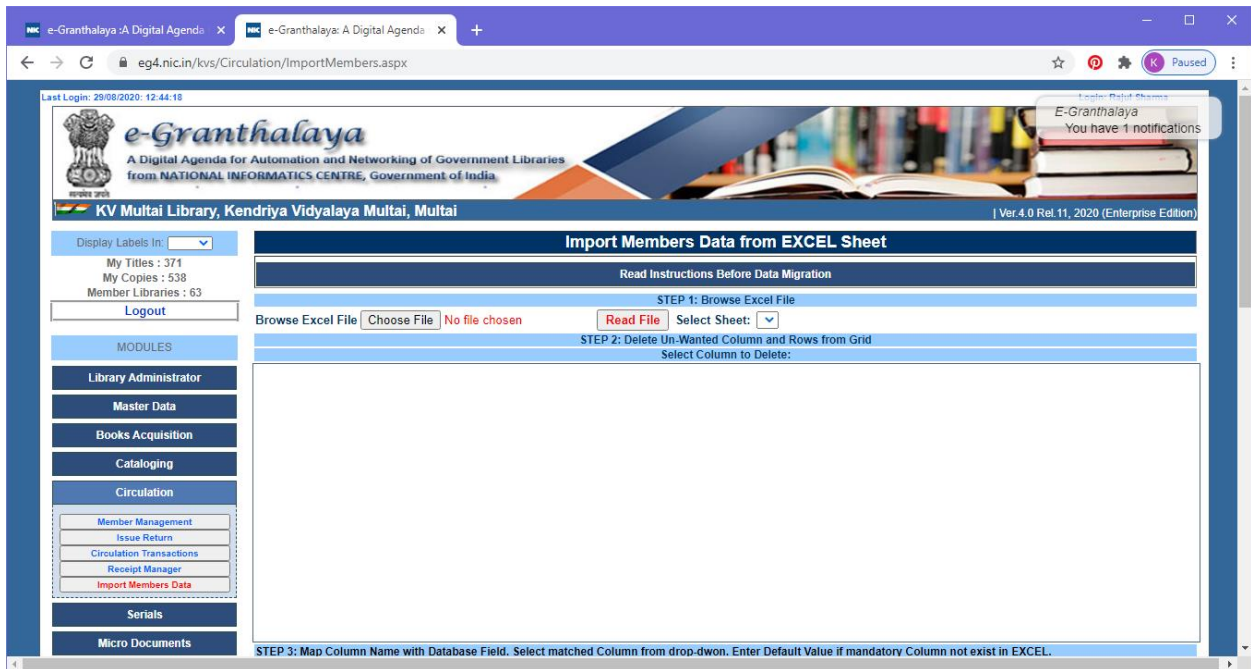 e-Granthalaya :A Digital Agenda
e-Granthalaya: A Digital Agenda
eg4.nic.in/kvs/Circulation/ImportMembers.aspx
K Paused
Last Login: 29/08/2020: 12:44:18
Login: Rajul Sharma
E-Granthalaya
You have 1 notifications
e-Granthalaya
A Digital Agenda for Automation and Networking of Government Libraries
from NATIONAL INFORMATICS CENTRE, Government of India
सत्यमेव जयते
KV Multai Library, Kendriya Vidyalaya Multai, Multai
| Ver.4.0 Rel.11, 2020 (Enterprise Edition)
Display Labels In:
My Titles : 371
My Copies : 538
Member Libraries : 63
Logout
MODULES
Library Administrator
Master Data
Books Acquisition
Cataloging
Circulation
Member Management
Issue Return
Circulation Transactions
Receipt Manager
Import Members Data
Serials
Micro Documents
Import Members Data from EXCEL Sheet
Read Instructions Before Data Migration
STEP 1: Browse Excel File
Browse Excel File Choose File No file chosen Read File Select Sheet:
STEP 2: Delete Un-Wanted Column and Rows from Grid
Select Column to Delete:
STEP 3: Map Column Name with Database Field. Select matched Column from drop-dwon. Enter Default Value if mandatory Column not exist in EXCEL.